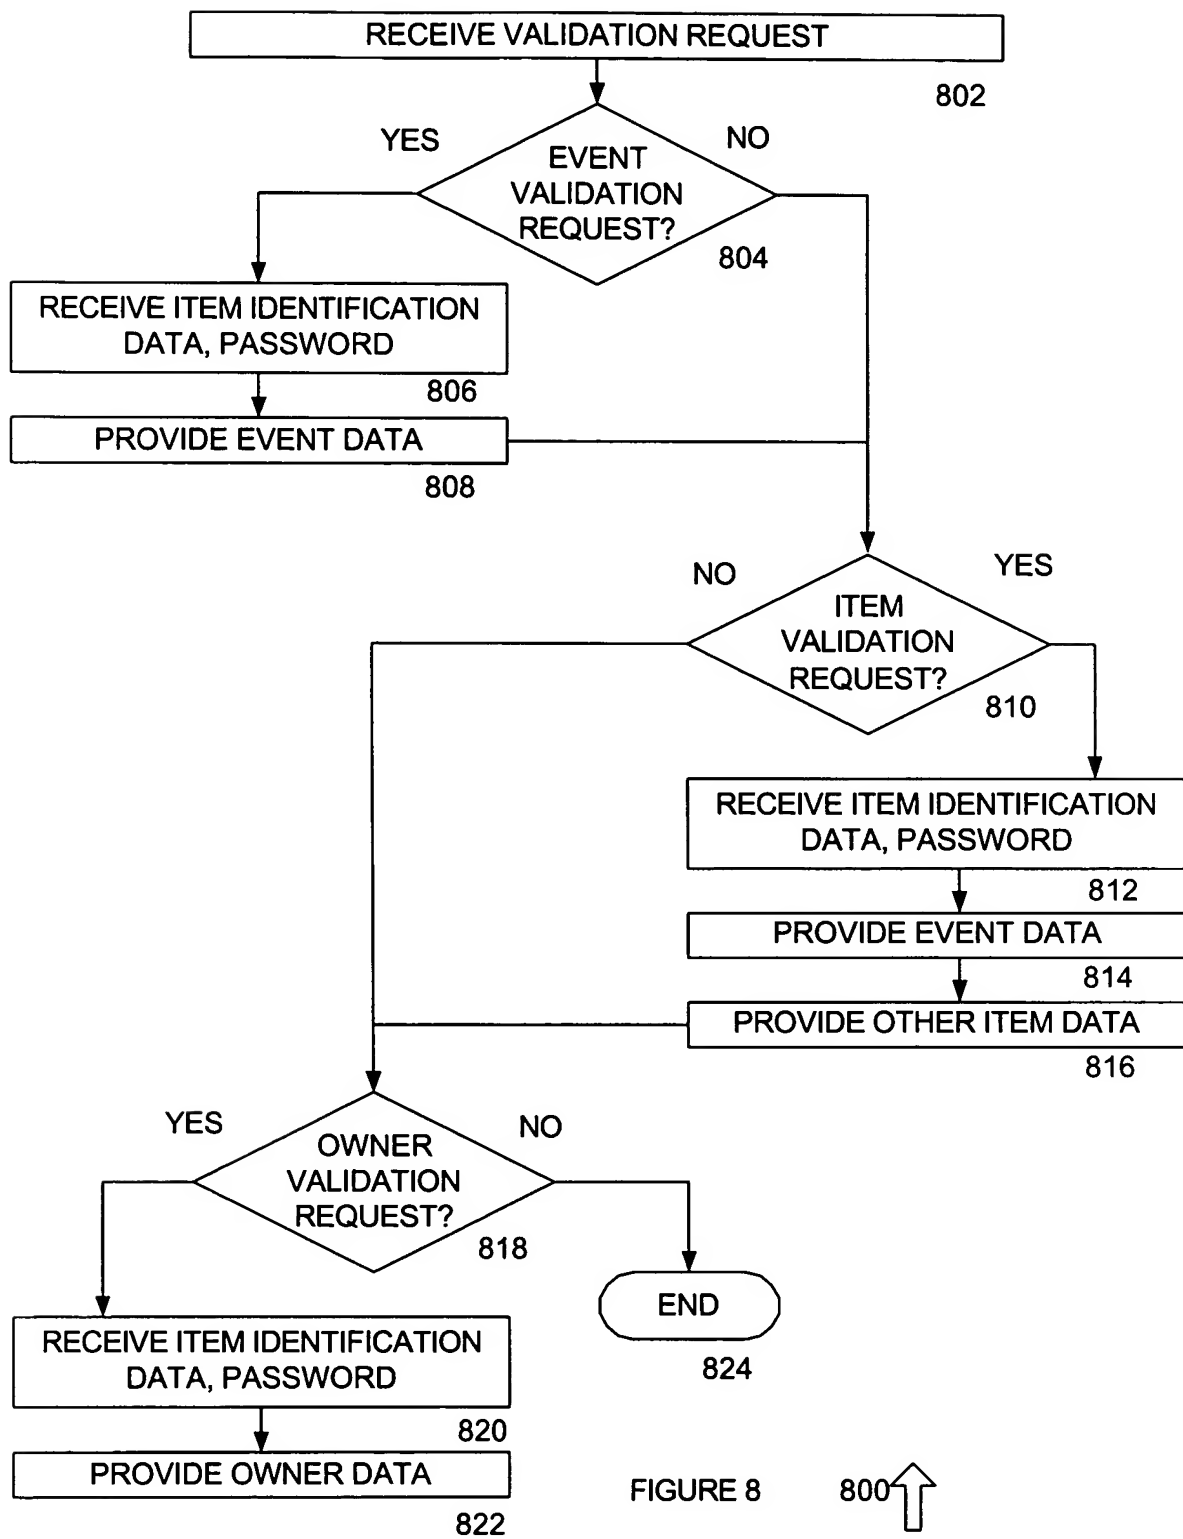 RECEIVE VALIDATION REQUEST
802
YES
NO
EVENT
VALIDATION
REQUEST?
804
RECEIVE ITEM IDENTIFICATION
DATA, PASSWORD
806
PROVIDE EVENT DATA
808
NO
YES
ITEM
VALIDATION
REQUEST?
810
RECEIVE ITEM IDENTIFICATION
DATA, PASSWORD
812
PROVIDE EVENT DATA
814
PROVIDE OTHER ITEM DATA
816
YES
NO
OWNER
VALIDATION
REQUEST?
818
END
824
RECEIVE ITEM IDENTIFICATION
DATA, PASSWORD
820
PROVIDE OWNER DATA
822
FIGURE 8
800